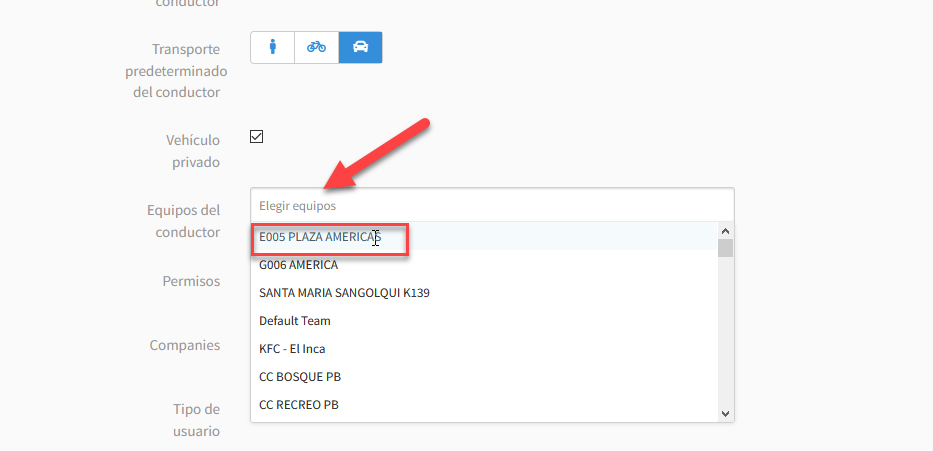 conductor
Transporte
predeterminado
del conductor
Vehículo
privado
Equipos del
conductor
Elegir equipos
E005 PLAZA AMERICAS
G006 AMERICA
SANTA MARIA SANGOLQUI K139
Default Team
KFC - El Inca
CC BOSQUE PB
CC RECREO PB
Permisos
Companies
Tipo de
usuario